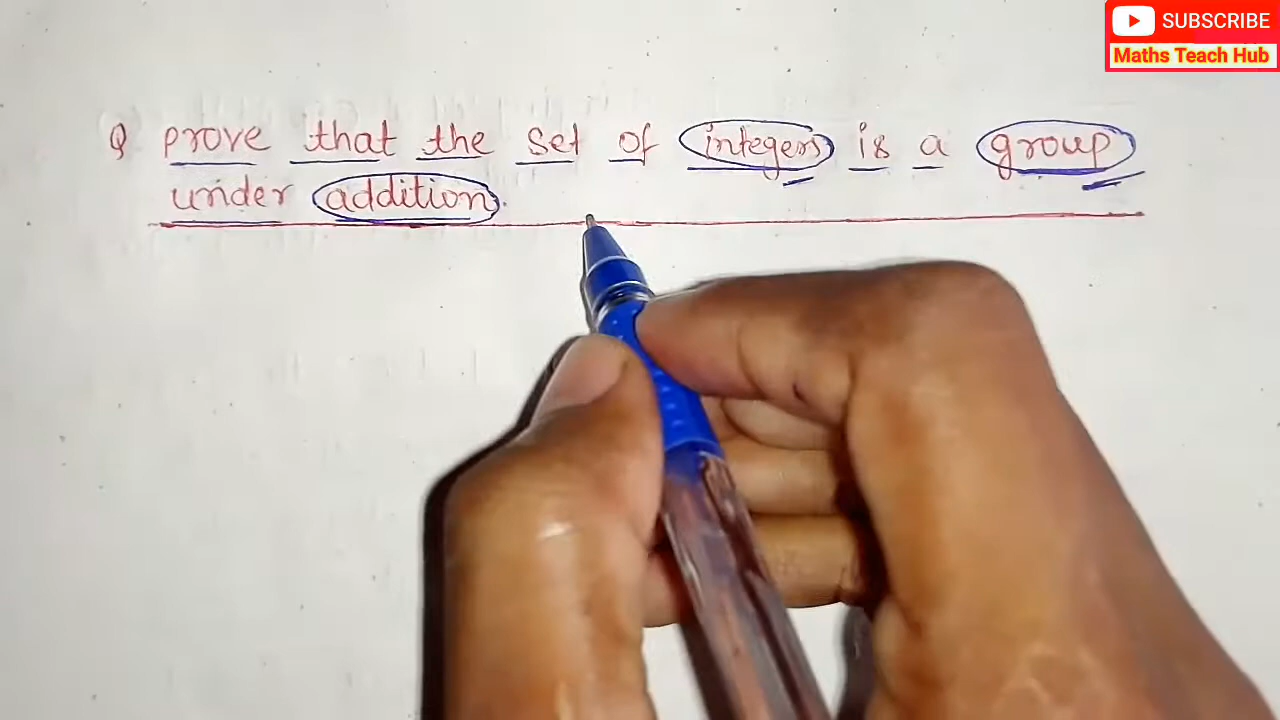 SUBSCRIBE
Maths Teach Hub
Q prove that the set of integers is a group
under addition.